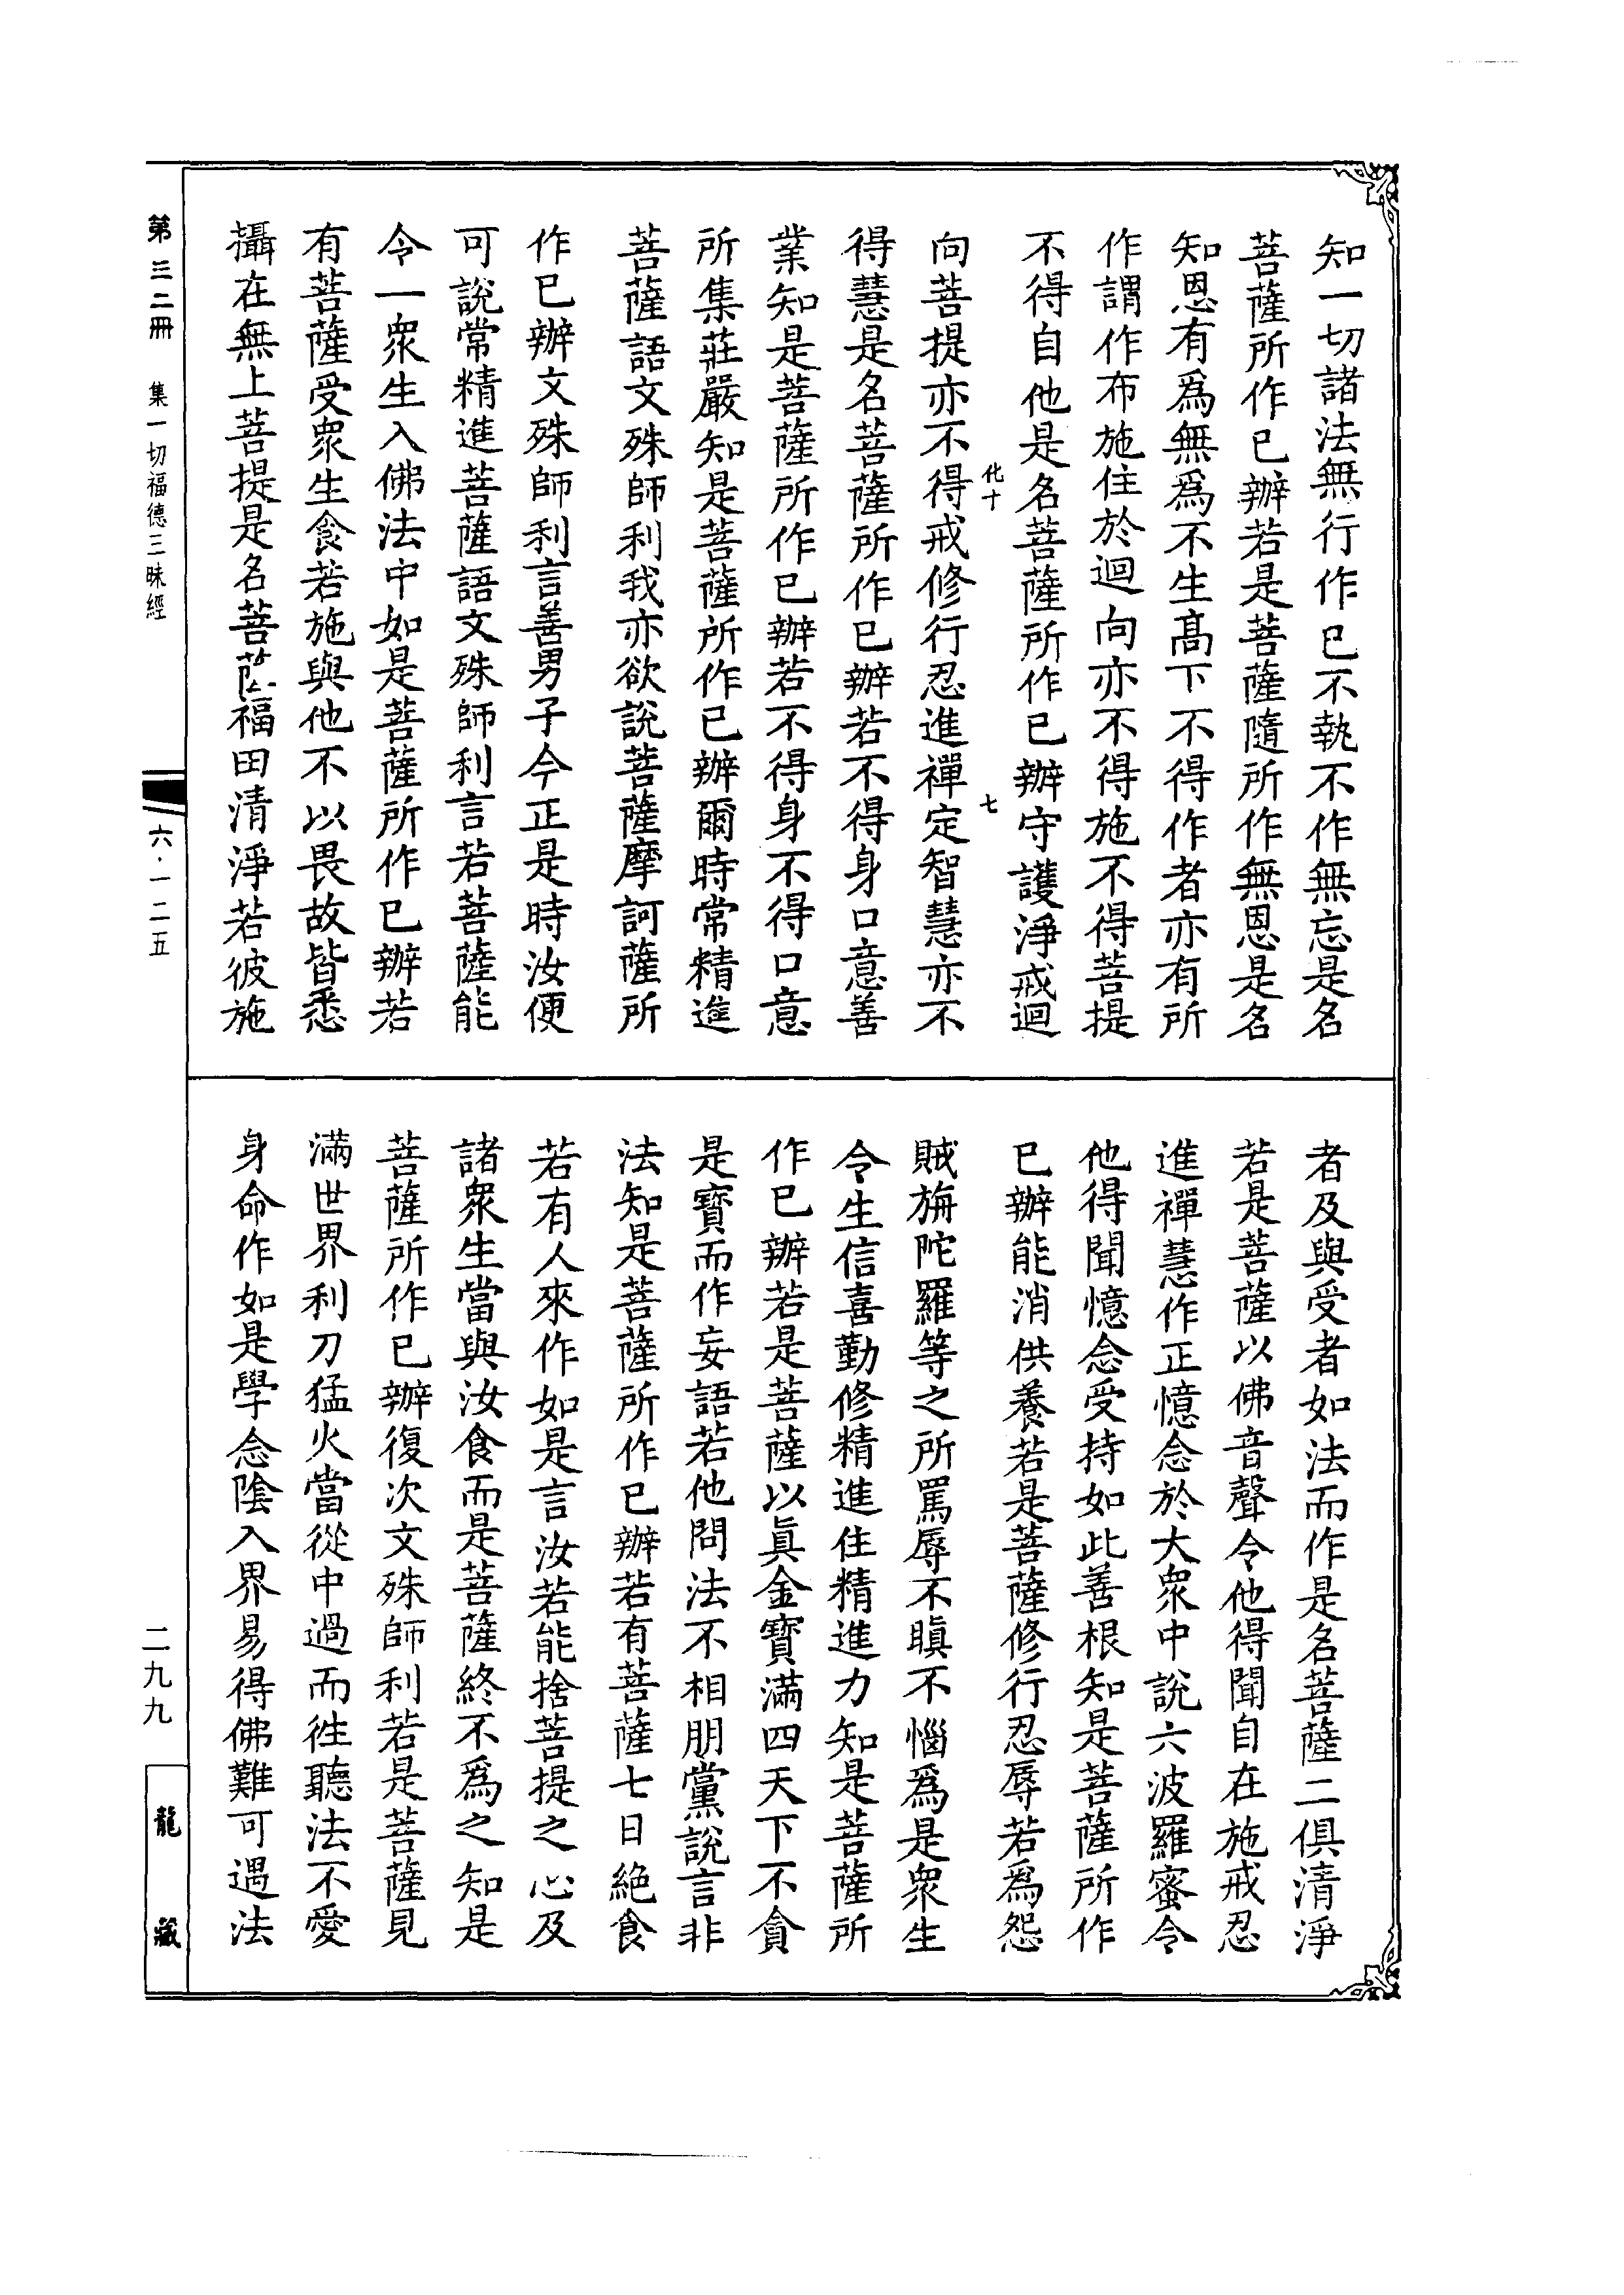 知一切諸法無行作已不執不作無忘是名
菩薩所作已辦若是菩薩隨所作無恩是名
知恩有為無為不生高下不得作者亦有所
作謂作布施住於迴向亦不得施不得菩提
不得自他是名菩薩所作已辦守護淨戒迴
化十
七
向菩提亦不得戒修行忍進禪定智慧亦不
得慧是名菩薩所作已辦若不得身口意善
業知是菩薩所作已辦若不得身不得口意
所集莊嚴知是菩薩所作已辦爾時常精進
菩薩語文殊師利我亦欲說菩薩摩訶薩所
作已辦文殊師利言善男子今正是時汝便
可說常精進菩薩語文殊師利言若菩薩能
令一衆生入佛法中如是菩薩所作已辦若
有菩薩受衆生食若施與他不以畏故皆悉
攝在無上菩提是名菩薩福田清淨若彼施
者及與受者如法而作是名菩薩二俱清淨
若是菩薩以佛音聲令他得聞自在施戒忍
進禪慧作正憶念於大衆中說六波羅蜜令
他得聞憶念受持如此善根知是菩薩所作
已辦能消供養若是菩薩修行忍辱若為怨
賊旃陀羅等之所罵辱不瞋不惱為是衆生
令生信喜勤修精進住精進力知是菩薩所
作已辦若是菩薩以真金寶滿四天下不貪
是寶而作妄語若他問法不相朋黨說言非
法知是菩薩所作已辦若有菩薩七日絶食
若有人來作如是言汝若能捨菩提之心及
諸衆生當與汝食而是菩薩終不為之知是
菩薩所作已辦復次文殊師利若是菩薩見
滿世界利刀猛火當從中過而往聽法不愛
身命作如是學念陰入界易得佛難可遇法
第三二冊　集一切福德三昧經
六·一二五
二九九
龍藏